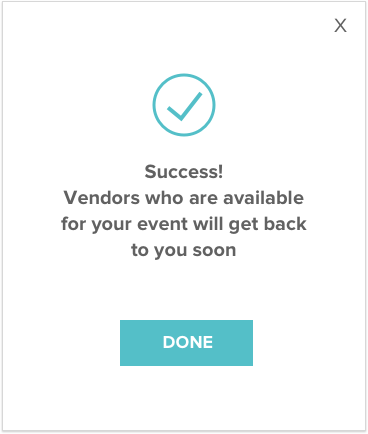 X
Success!
Vendors who are available
for your event will get back
to you soon
DONE